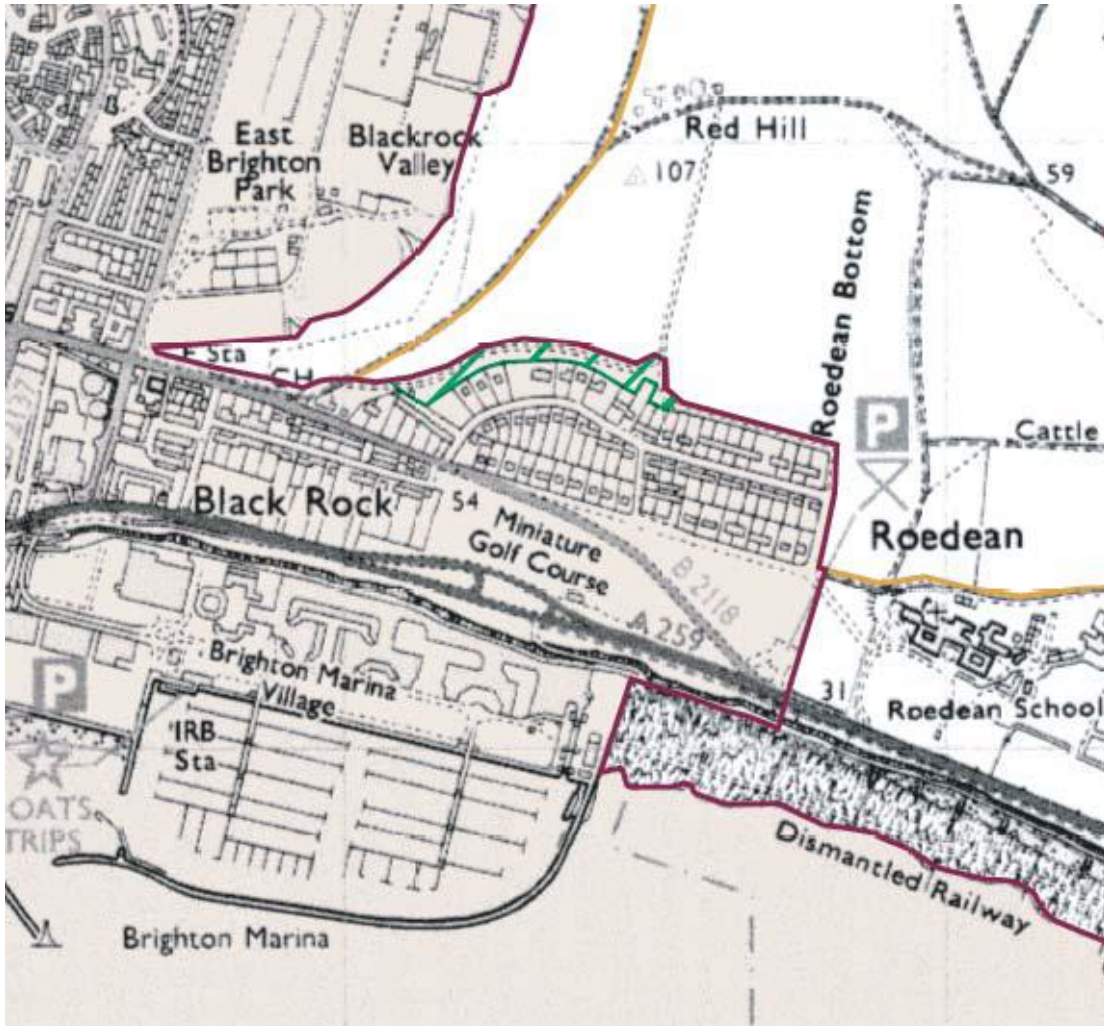 East
Brighton
Park
Blackrock
Valley
Red Hill
107
59
Roedean Bottom
F Sta
GH
P
Cattle
Black Rock
54
Miniature
Golf Course
B 2118
A 259
Roedean
31
Roedean School
Brighton Marina
Village
P
IRB
Sta
OATS
TRIPS
Dismantled Railway
Brighton Marina